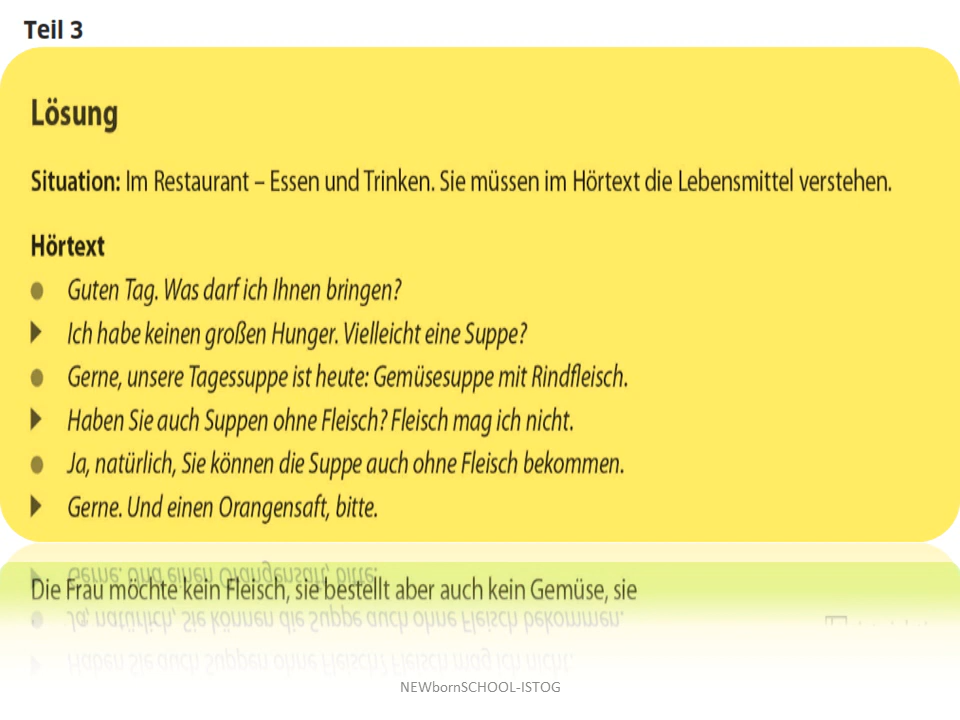 Teil 3
Lösung
Situation: Im Restaurant – Essen und Trinken. Sie müssen im Hörtext die Lebensmittel verstehen.
Hörtext
● Guten Tag. Was darf ich Ihnen bringen?
▶ Ich habe keinen großen Hunger. Vielleicht eine Suppe?
● Gerne, unsere Tagessuppe ist heute: Gemüsesuppe mit Rindfleisch.
▶ Haben Sie auch Suppen ohne Fleisch? Fleisch mag ich nicht.
● Ja, natürlich, Sie können die Suppe auch ohne Fleisch bekommen.
▶ Gerne. Und einen Orangensaft, bitte.
Die Frau möchte kein Fleisch, sie bestellt aber auch kein Gemüse, sie
NEWbornSCHOOL-ISTOG